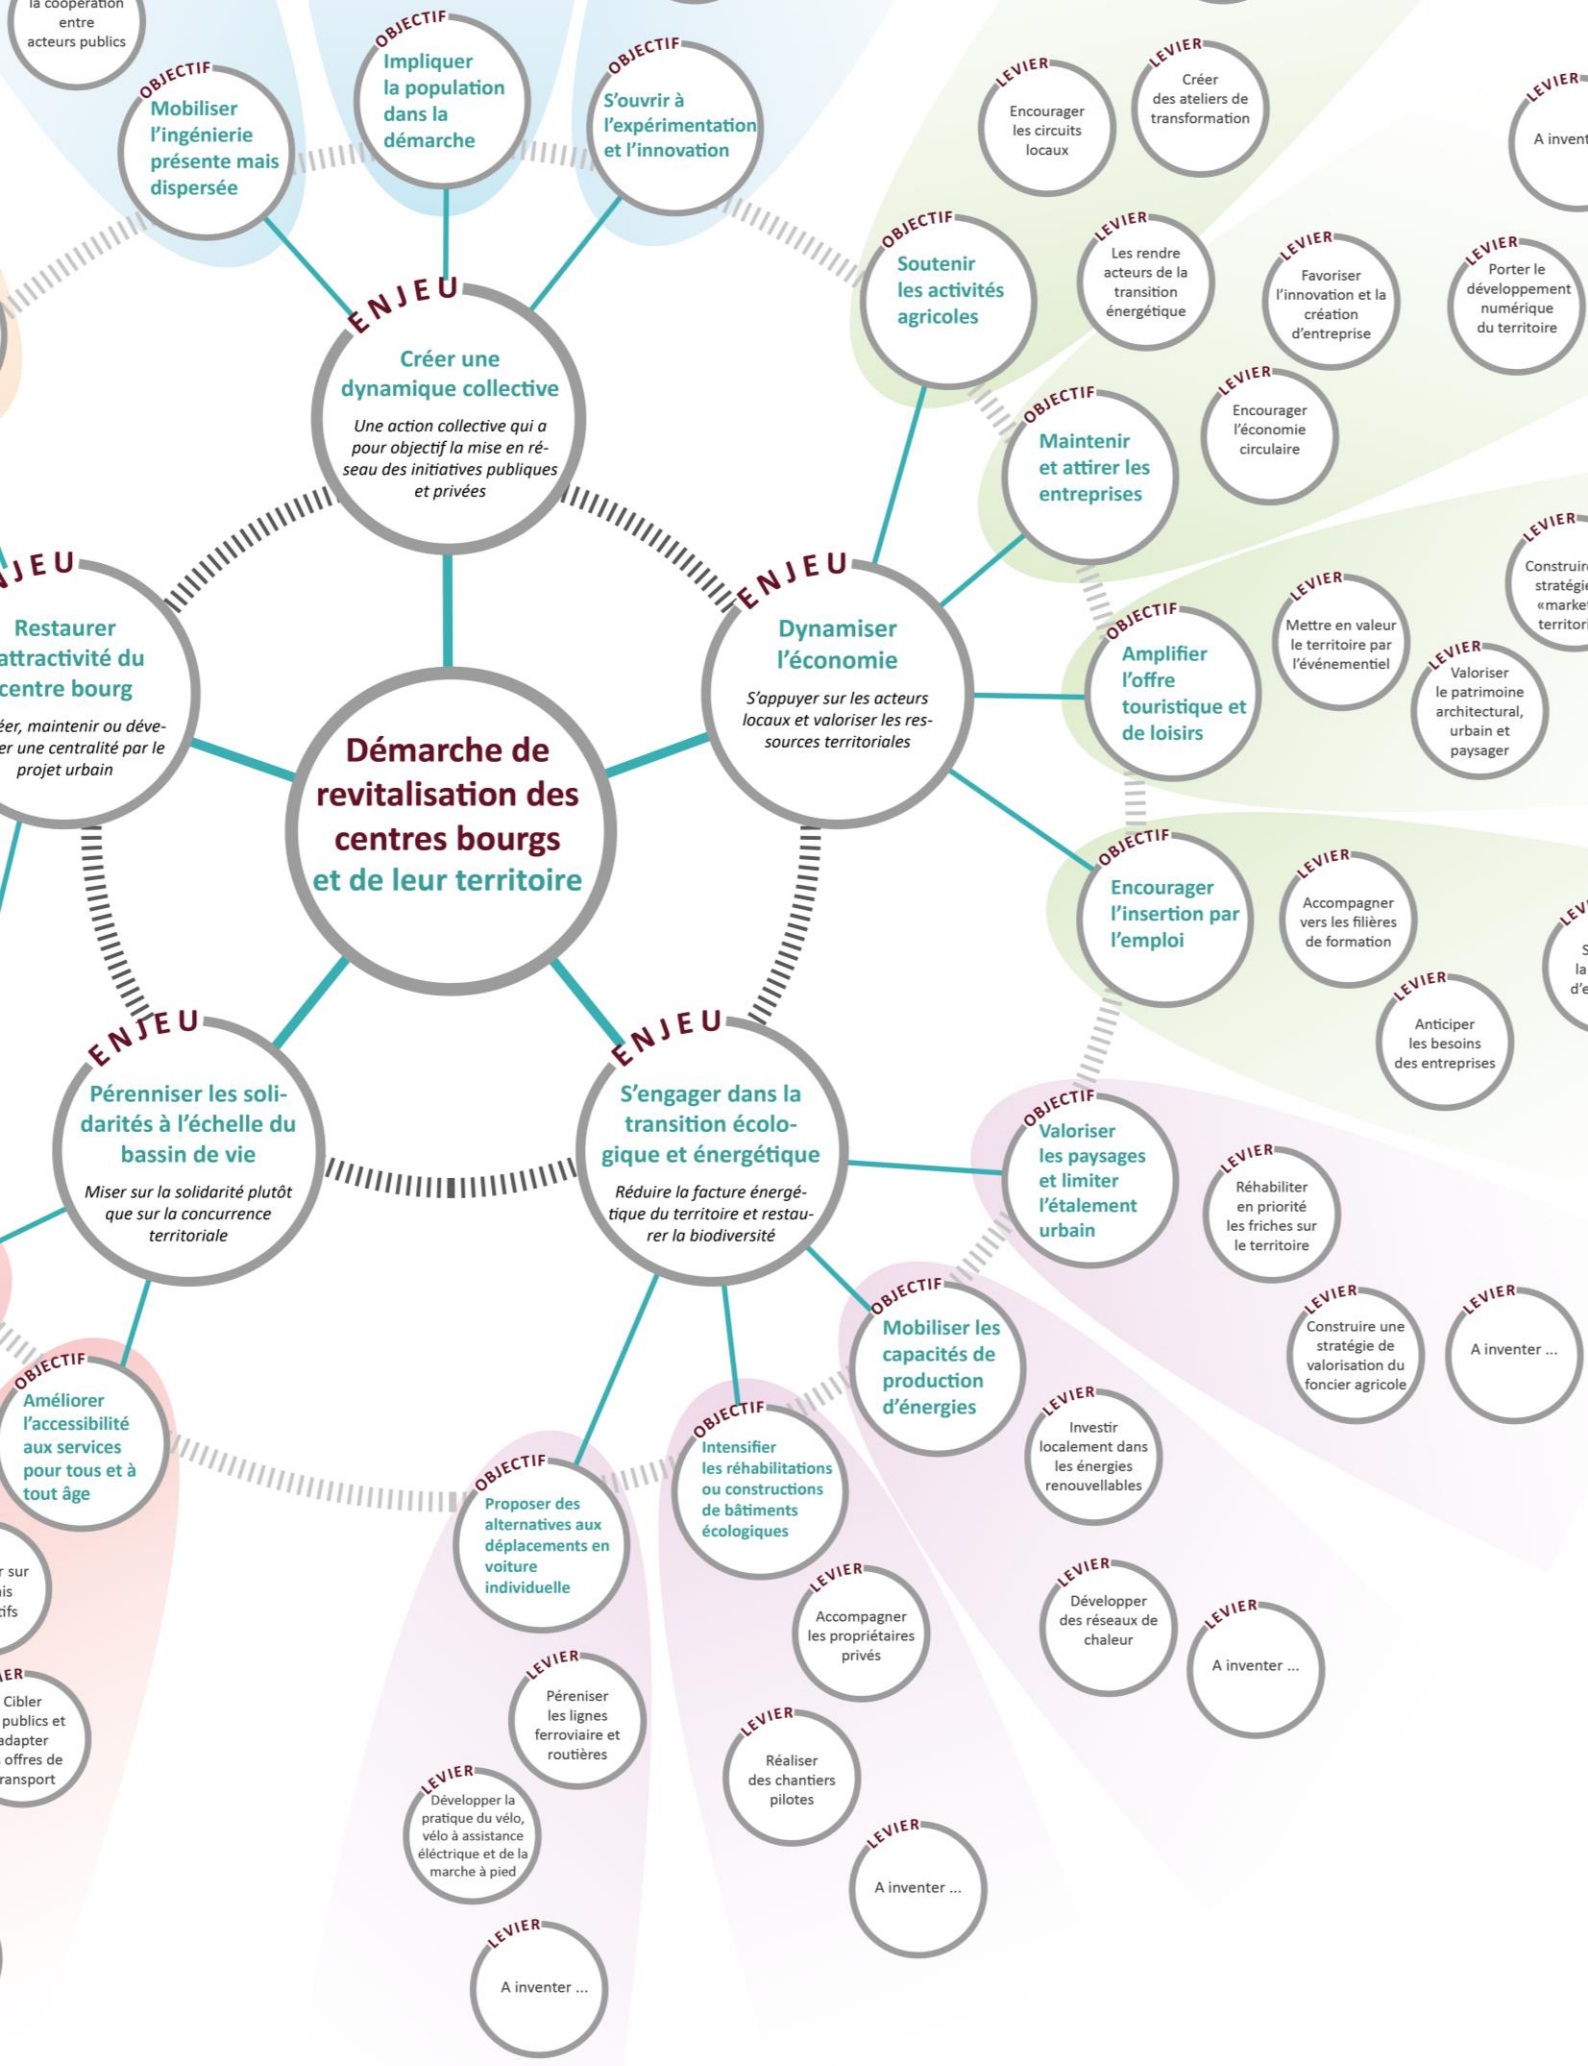 la coopération
entre
acteurs publics
OBJECTIF
Mobiliser
l'ingénierie
présente mais
dispersée
OBJECTIF
Impliquer
la population
dans la
démarche
OBJECTIF
S'ouvrir à
l'expérimentation
et l'innovation
LEVIER
Encourager
les circuits
locaux
LEVIER
Créer
des ateliers de
transformation
LEVIER
A invent
OBJECTIF
Soutenir
les activités
agricoles
LEVIER
Les rendre
acteurs de la
transition
énergétique
LEVIER
Favoriser
l'innovation et la
création
d'entreprise
LEVIER
Porter le
développement
numérique
du territoire
ENJEU
Créer une
dynamique collective
Une action collective qui a
pour objectif la mise en ré-
seau des initiatives publiques
et privées
OBJECTIF
Maintenir
et attirer les
entreprises
LEVIER
Encourager
l'économie
circulaire
NJEU
Restaurer
attractivité du
centre bourg
éer, maintenir ou déve-
er une centralité par le
projet urbain
ENJEU
Dynamiser
l'économie
S'appuyer sur les acteurs
locaux et valoriser les res-
sources territoriales
OBJECTIF
Amplifier
l'offre
touristique et
de loisirs
LEVIER
Mettre en valeur
le territoire par
l'événementiel
LEVIER
Construire
stratégie
«market
territori
LEVIER
Valoriser
le patrimoine
architectural,
urbain et
paysager
Démarche de
revitalisation des
centres bourgs
et de leur territoire
OBJECTIF
Encourager
l'insertion par
l'emploi
LEVIER
Accompagner
vers les filières
de formation
LEV
S
la
d'e
LEVIER
Anticiper
les besoins
des entreprises
ENJEU
Pérenniser les soli-
darités à l'échelle du
bassin de vie
Miser sur la solidarité plutôt
que sur la concurrence
territoriale
ENJEU
S'engager dans la
transition écolo-
gique et énergétique
Réduire la facture énergé-
tique du territoire et restau-
rer la biodiversité
OBJECTIF
Valoriser
les paysages
et limiter
l'étalement
urbain
LEVIER
Réhabiliter
en priorité
les friches sur
le territoire
LEVIER
Construire une
stratégie de
valorisation du
foncier agricole
LEVIER
A inventer ...
OBJECTIF
Mobiliser les
capacités de
production
d'énergies
LEVIER
Investir
localement dans
les énergies
renouvellables
OBJECTIF
Améliorer
l'accessibilité
aux services
pour tous et à
tout âge
OBJECTIF
Proposer des
alternatives aux
déplacements en
voiture
individuelle
OBJECTIF
Intensifier
les réhabilitations
ou constructions
de bâtiments
écologiques
r sur
is
tifs
LEVIER
Accompagner
les propriétaires
privés
LEVIER
Développer
des réseaux de
chaleur
LEVIER
A inventer ...
IER
Cibler
publics et
adapter
offres de
ransport
LEVIER
Péreniser
les lignes
ferroviaire et
routières
LEVIER
Réaliser
des chantiers
pilotes
LEVIER
Développer la
pratique du vélo,
vélo à assistance
éléctrique et de la
marche à pied
LEVIER
A inventer ...
LEVIER
A inventer ...